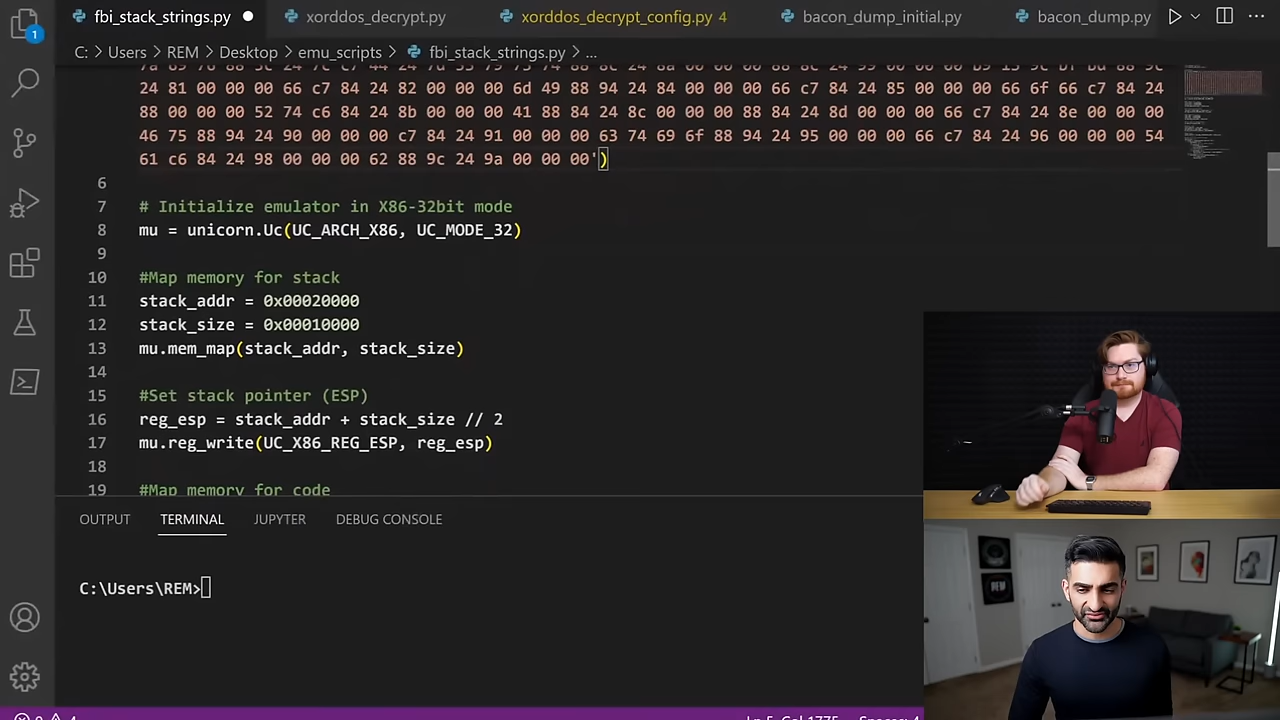 fbi_stack_strings.py
xorddos_decrypt.py
xorddos_decrypt_config.py 4
bacon_dump_initial.py
bacon_dump.py
1
C: > Users > REM > Desktop > emu_scripts > fbi_stack_strings.py > ...
24 81 00 00 00 66 c7 84 24 82 00 00 00 6d 49 88 94 24 84 00 00 00 66 c7 84 24 85 00 00 00 66 6f 66 c7 84 24
88 00 00 00 52 74 c6 84 24 8b 00 00 00 41 88 84 24 8c 00 00 00 88 84 24 8d 00 00 00 66 c7 84 24 8e 00 00 00
46 75 88 94 24 90 00 00 00 c7 84 24 91 00 00 00 63 74 69 6f 88 94 24 95 00 00 00 66 c7 84 24 96 00 00 00 54
61 c6 84 24 98 00 00 00 62 88 9c 24 9a 00 00 00')
6
7 # Initialize emulator in X86-32bit mode
8 mu = unicorn.Uc(UC_ARCH_X86, UC_MODE_32)
9
10 #Map memory for stack
11 stack_addr = 0x00020000
12 stack_size = 0x00010000
13 mu.mem_map(stack_addr, stack_size)
14
15 #Set stack pointer (ESP)
16 reg_esp = stack_addr + stack_size // 2
17 mu.reg_write(UC_X86_REG_ESP, reg_esp)
18
19 #Map memory for code
OUTPUT TERMINAL JUPYTER DEBUG CONSOLE
C:\Users\REM>